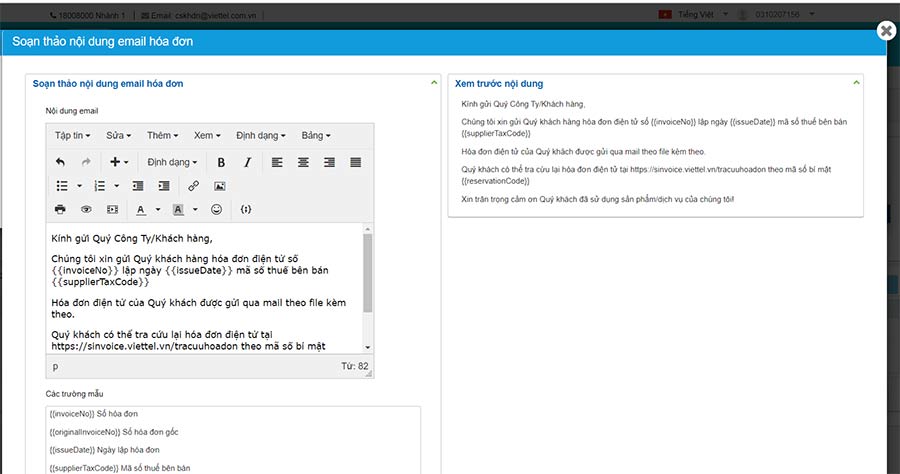 18008000 Nhánh 1 | Email: cskhdn@viettel.com.vn |
Tiếng Việt
0310207156
Soạn thảo nội dung email hóa đơn
Soạn thảo nội dung email hóa đơn
Nội dung email
Tập tin Sửa Thêm Xem Định dạng Bảng
Định dạng B I
A A
Kính gửi Quý Công Ty/Khách hàng,
Chúng tôi xin gửi Quý khách hàng hóa đơn điện tử số
{{invoiceNo}} lập ngày {{issueDate}} mã số thuế bên bán
{{supplierTaxCode}}
Hóa đơn điện tử của Quý khách được gửi qua mail theo file kèm
theo.
Quý khách có thể tra cứu lại hóa đơn điện tử tại
https://sinvoice.viettel.vn/tracuuhoadon theo mã số bí mật
p
Từ: 82
Các trường mẫu
{{invoiceNo}} Số hóa đơn
{{originalInvoiceNo}} Số hóa đơn gốc
{{issueDate}} Ngày lập hóa đơn
{{supplierTaxCode}} Mã số thuế bên bán
Xem trước nội dung
Kính gửi Quý Công Ty/Khách hàng,
Chúng tôi xin gửi Quý khách hàng hóa đơn điện tử số {{invoiceNo}} lập ngày {{issueDate}} mã số thuế bên bán
{{supplierTaxCode}}
Hóa đơn điện tử của Quý khách được gửi qua mail theo file kèm theo.
Quý khách có thể tra cứu lại hóa đơn điện tử tại https://sinvoice.viettel.vn/tracuuhoadon theo mã số bí mật
{{reservationCode}}
Xin trân trọng cảm ơn Quý khách đã sử dụng sản phẩm/dịch vụ của chúng tôi!